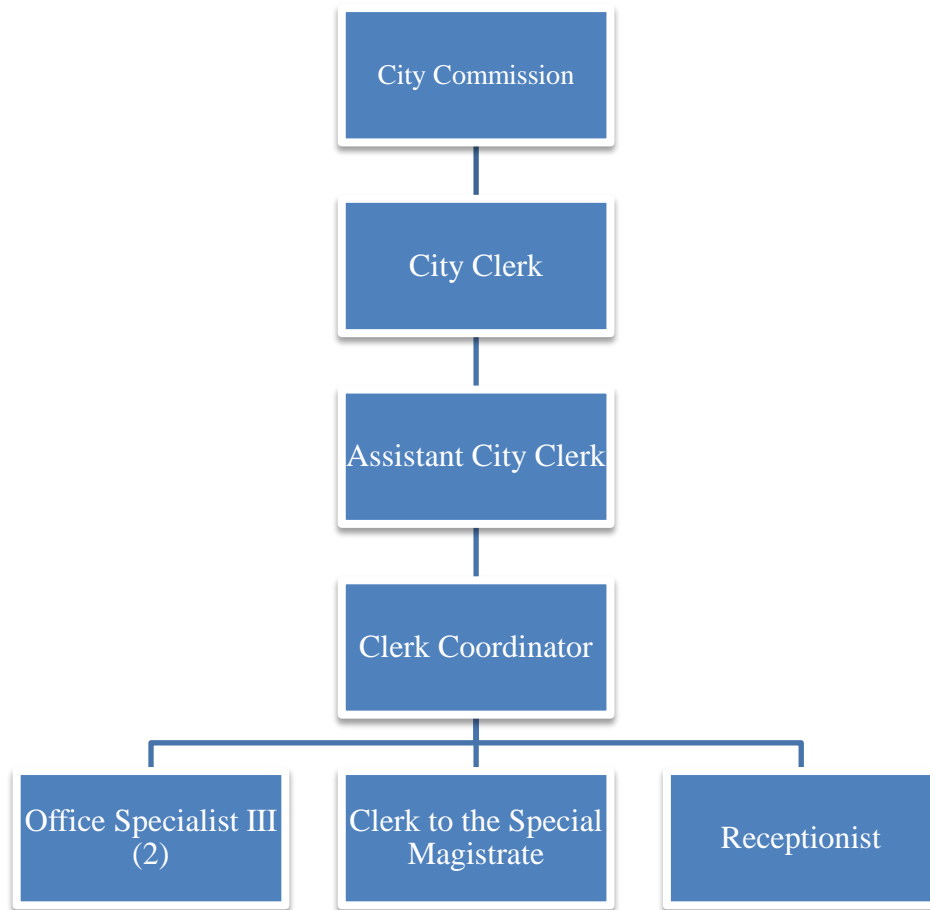 City Commission
City Clerk
Assistant City Clerk
Clerk Coordinator
Office Specialist III
(2)
Clerk to the Special
Magistrate
Receptionist